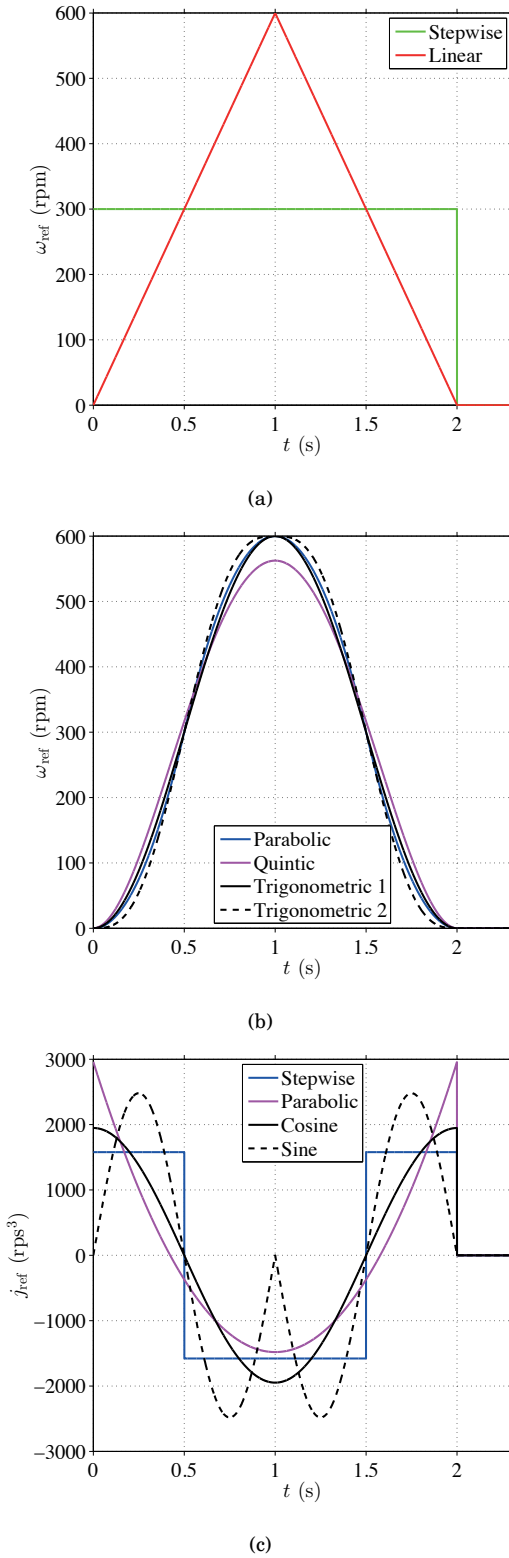 600
500
400
300
200
100
0
ω_ref (rpm)
Stepwise
Linear
0 0.5 1 1.5 2
t (s)
(a)
600
500
400
300
200
100
0
ω_ref (rpm)
Parabolic
Quintic
Trigonometric 1
Trigonometric 2
0 0.5 1 1.5 2
t (s)
(b)
3000
2000
1000
0
−1000
−2000
−3000
j_ref (rps³)
Stepwise
Parabolic
Cosine
Sine
0 0.5 1 1.5 2
t (s)
(c)